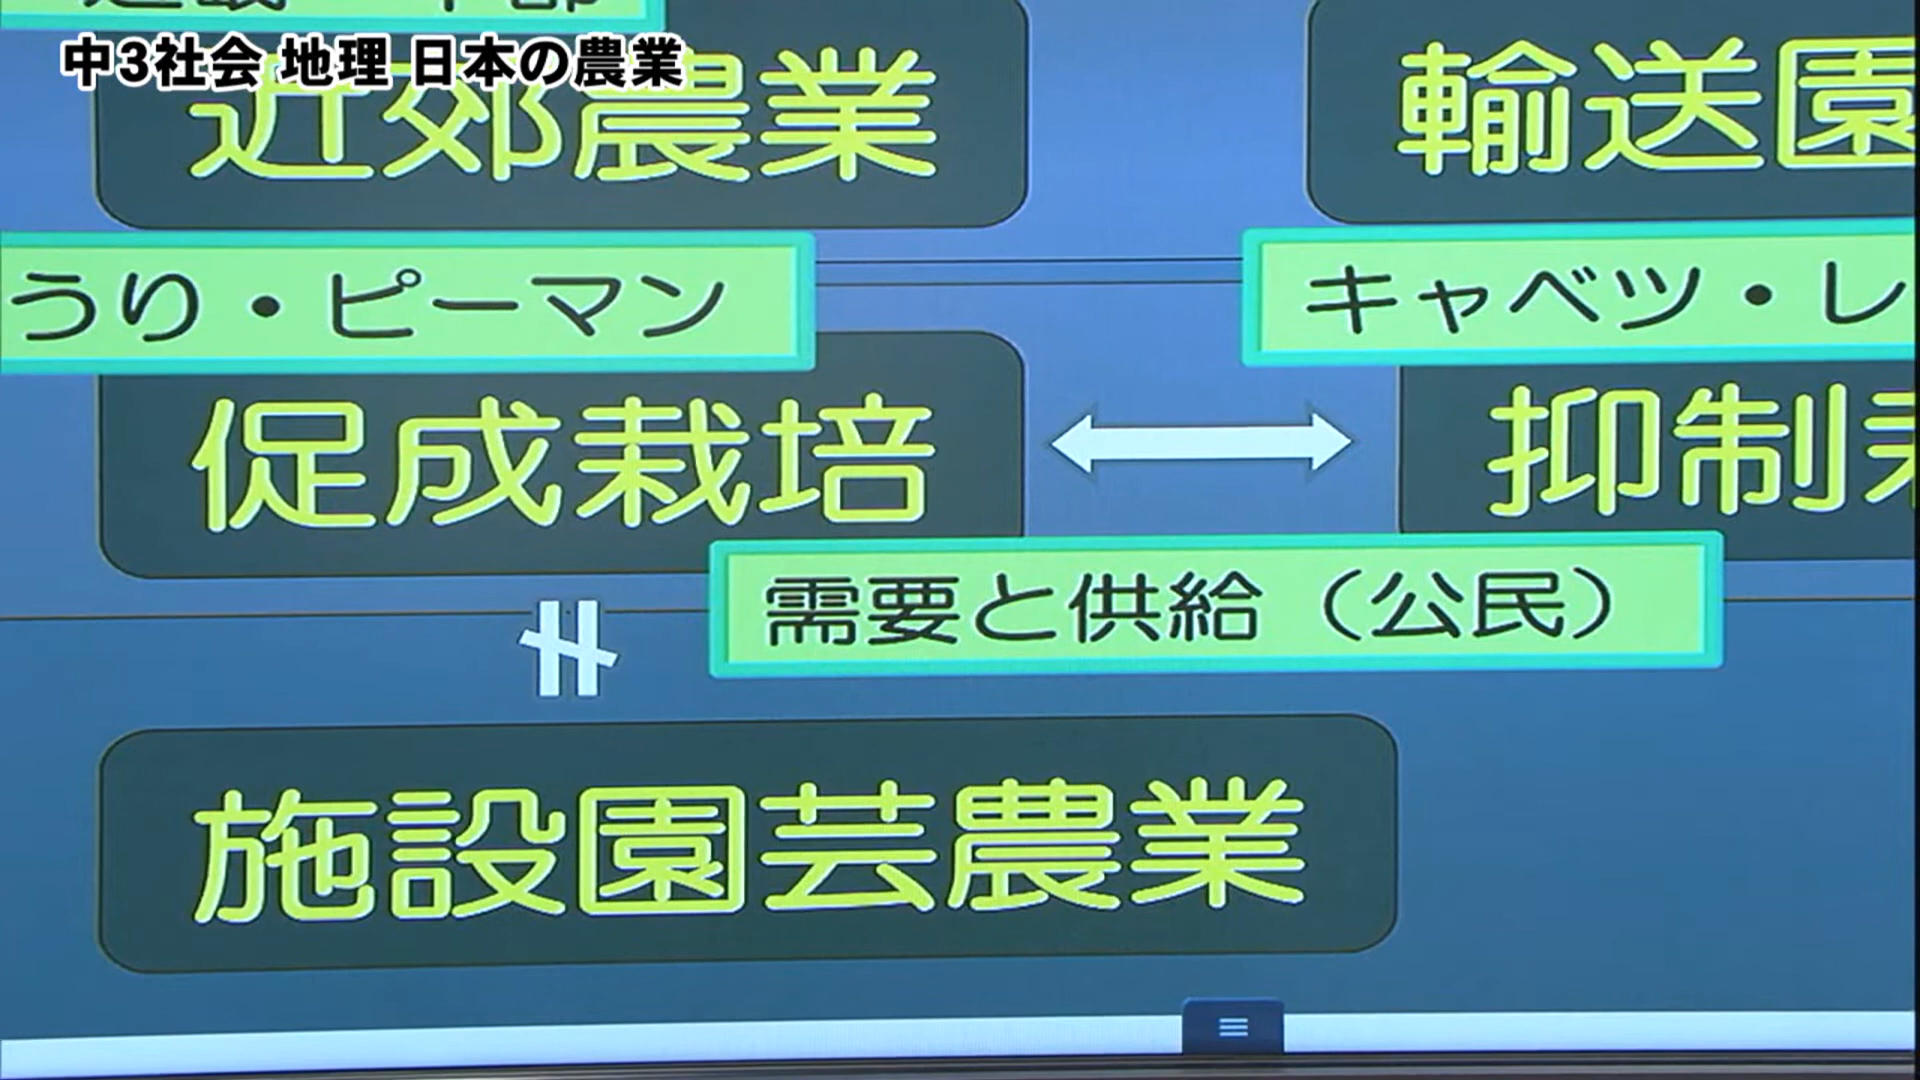 中3社会 地理 日本の農業
近郊農業
輸送園
うり・ピーマン
キャベツ・レ
促成栽培
抑制
需要と供給（公民）
施設園芸農業